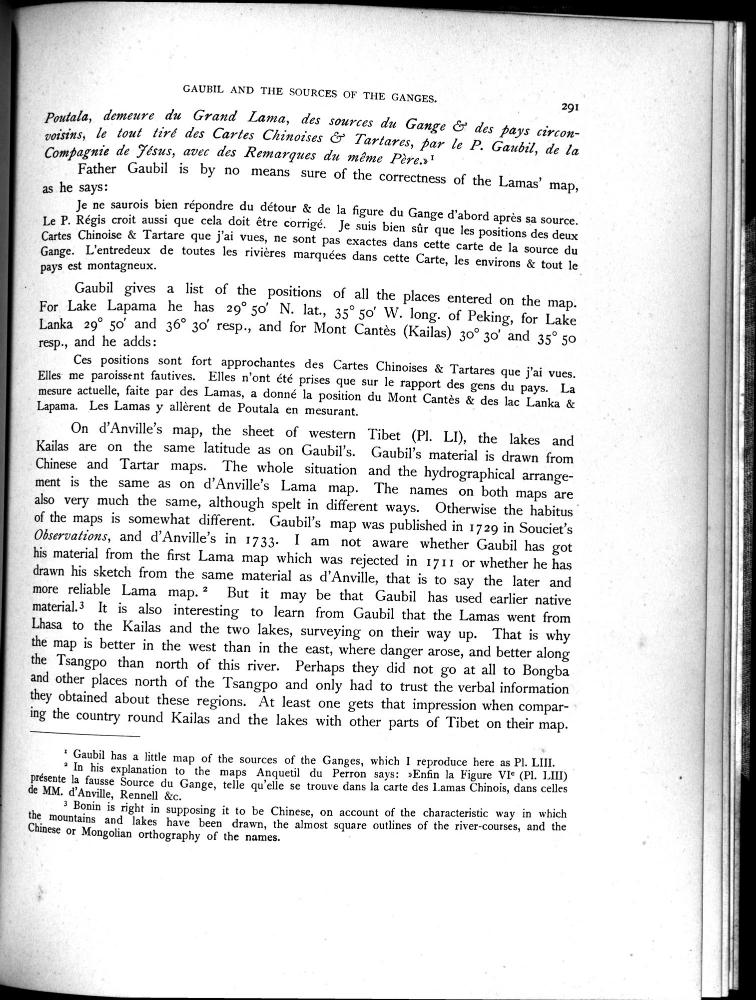 GAUBIL AND THE SOURCES OF THE GANGES.
291
Poutala, demeure du Grand Lama, des sources du Gange & des pays circon-
voisins, le tout tiré des Cartes Chinoises & Tartares, par le P. Gaubil, de la
Compagnie de Jésus, avec des Remarques du même Père.» ¹
Father Gaubil is by no means sure of the correctness of the Lamas' map,
as he says:
Je ne saurois bien répondre du détour & de la figure du Gange d'abord après sa source.
Le P. Régis croit aussi que cela doit être corrigé. Je suis bien sûr que les positions des deux
Cartes Chinoise & Tartare que j'ai vues, ne sont pas exactes dans cette carte de la source du
Gange. L'entredeux de toutes les rivières marquées dans cette Carte, les environs & tout le
pays est montagneux.
Gaubil gives a list of the positions of all the places entered on the map.
For Lake Lapama he has 29° 50' N. lat., 35° 50' W. long. of Peking, for Lake
Lanka 29° 50' and 36° 30' resp., and for Mont Cantès (Kailas) 30° 30' and 35° 50
resp., and he adds:
Ces positions sont fort approchantes des Cartes Chinoises & Tartares que j'ai vues.
Elles me paroissent fautives. Elles n'ont été prises que sur le rapport des gens du pays. La
mesure actuelle, faite par des Lamas, a donné la position du Mont Cantès & des lac Lanka &
Lapama. Les Lamas y allèrent de Poutala en mesurant.
On d'Anville's map, the sheet of western Tibet (Pl. LI), the lakes and
Kailas are on the same latitude as on Gaubil's. Gaubil's material is drawn from
Chinese and Tartar maps. The whole situation and the hydrographical arrange-
ment is the same as on d'Anville's Lama map. The names on both maps are
also very much the same, although spelt in different ways. Otherwise the habitus
of the maps is somewhat different. Gaubil's map was published in 1729 in Souciet's
Observations, and d'Anville's in 1733. I am not aware whether Gaubil has got
his material from the first Lama map which was rejected in 1711 or whether he has
drawn his sketch from the same material as d'Anville, that is to say the later and
more reliable Lama map. ² But it may be that Gaubil has used earlier native
material.³ It is also interesting to learn from Gaubil that the Lamas went from
Lhasa to the Kailas and the two lakes, surveying on their way up. That is why
the map is better in the west than in the east, where danger arose, and better along
the Tsangpo than north of this river. Perhaps they did not go at all to Bongba
and other places north of the Tsangpo and only had to trust the verbal information
they obtained about these regions. At least one gets that impression when compar-
ing the country round Kailas and the lakes with other parts of Tibet on their map.
¹ Gaubil has a little map of the sources of the Ganges, which I reproduce here as Pl. LIII.
² In his explanation to the maps Anquetil du Perron says: »Enfin la Figure VIᵉ (Pl. LIII)
présente la fausse Source du Gange, telle qu'elle se trouve dans la carte des Lamas Chinois, dans celles
de MM. d'Anville, Rennell &c.
³ Bonin is right in supposing it to be Chinese, on account of the characteristic way in which
the mountains and lakes have been drawn, the almost square outlines of the river-courses, and the
Chinese or Mongolian orthography of the names.